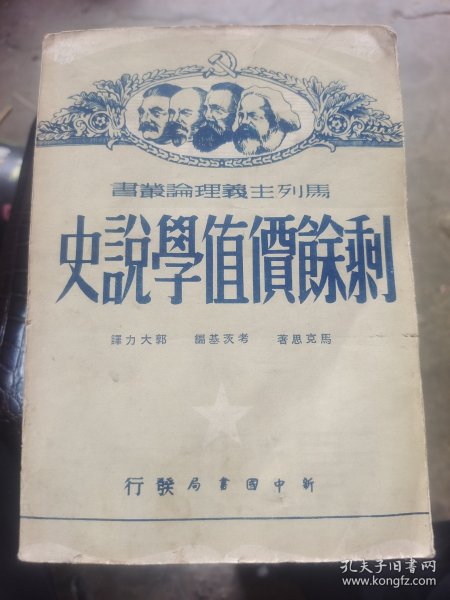 馬列主義理論叢書
剩餘價值學說史
馬克思著 考茨基編 郭大力譯
新中國書局發行
孔夫子旧书网
www.kongfz.com